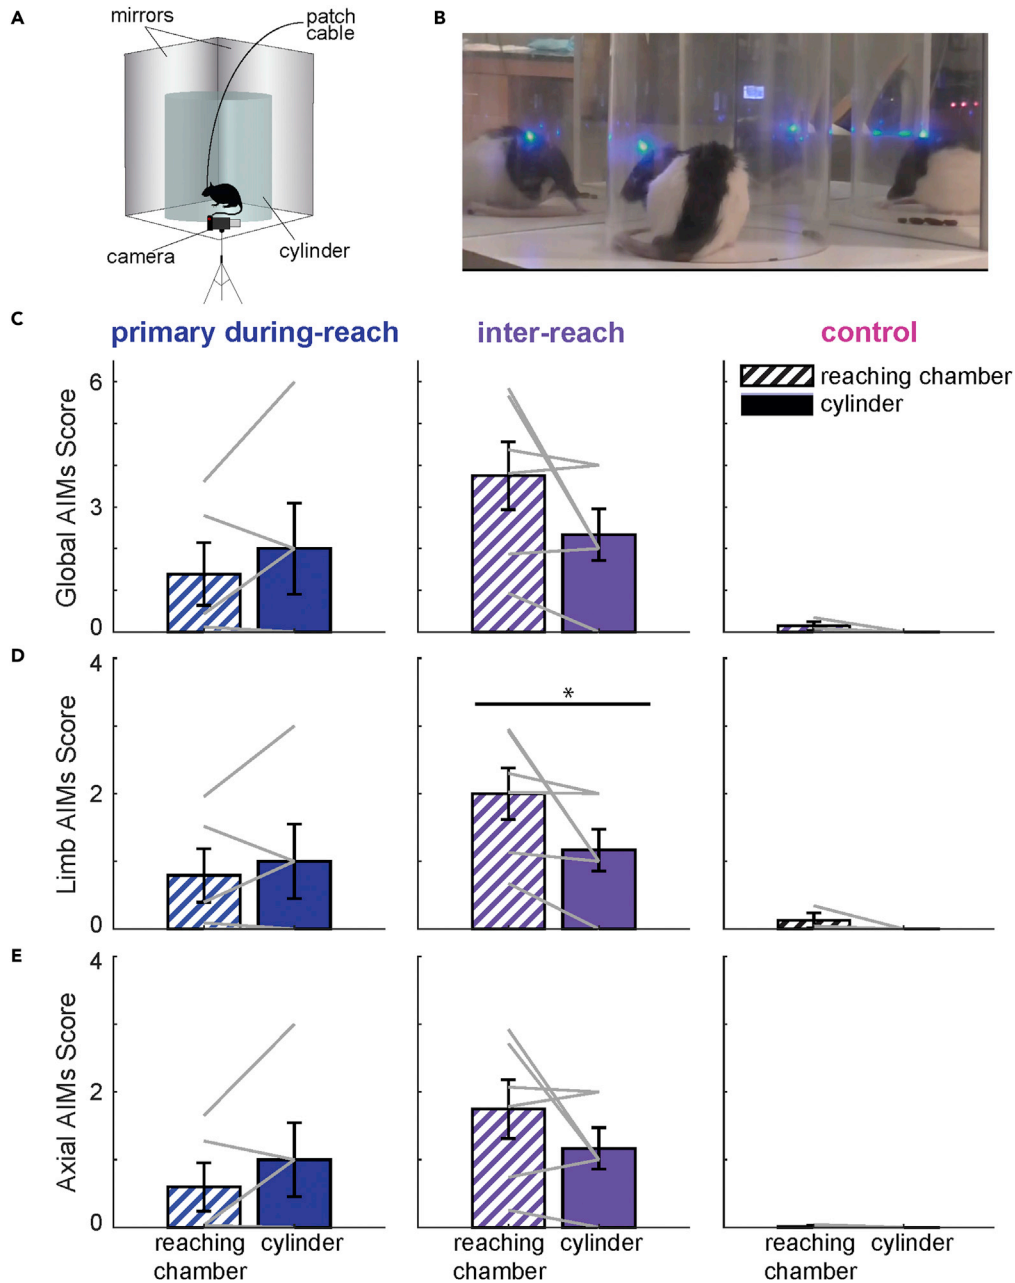 A
mirrors
patch
cable
camera
cylinder
B
C
primary during-reach
inter-reach
control
reaching chamber
cylinder
Global AIMs Score
6
3
0
D
Limb AIMs Score
4
2
0
*
E
Axial AIMs Score
4
2
0
reaching
chamber
cylinder
reaching
chamber
cylinder
reaching
chamber
cylinder